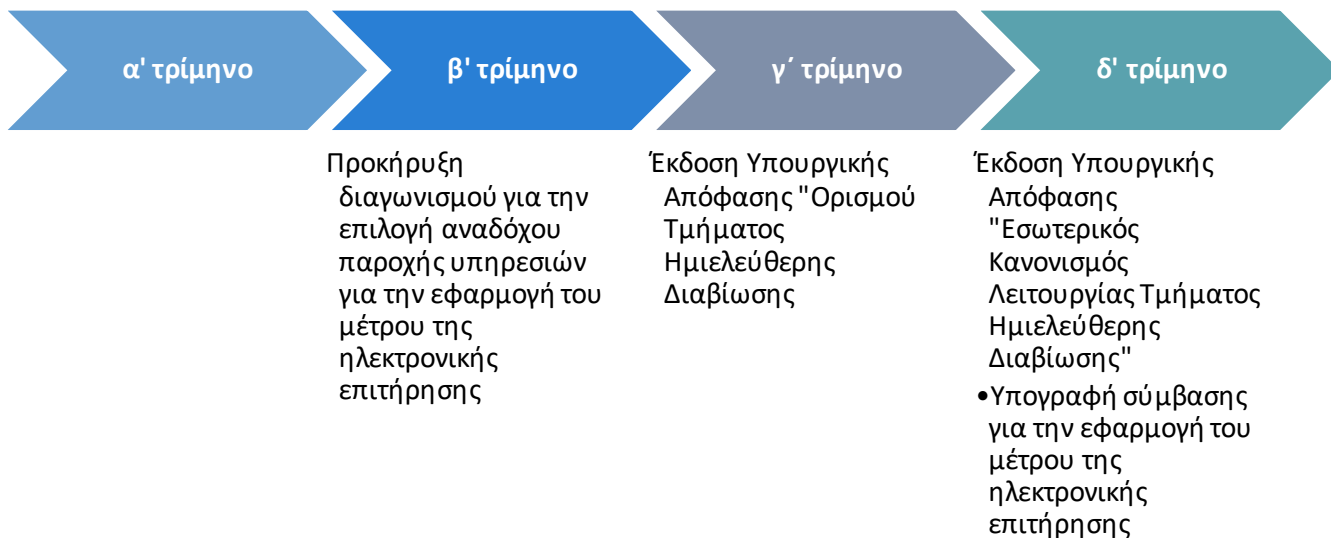 α' τρίμηνο
β' τρίμηνο
γ΄ τρίμηνο
δ' τρίμηνο
Προκήρυξη
διαγωνισμού για την
επιλογή αναδόχου
παροχής υπηρεσιών
για την εφαρμογή του
μέτρου της
ηλεκτρονικής
επιτήρησης
Έκδοση Υπουργικής
Απόφασης "Ορισμού
Τμήματος
Ημιελεύθερης
Διαβίωσης
Έκδοση Υπουργικής
Απόφασης
"Εσωτερικός
Κανονισμός
Λειτουργίας Τμήματος
Ημιελεύθερης
Διαβίωσης"
•Υπογραφή σύμβασης
για την εφαρμογή του
μέτρου της
ηλεκτρονικής
επιτήρησης